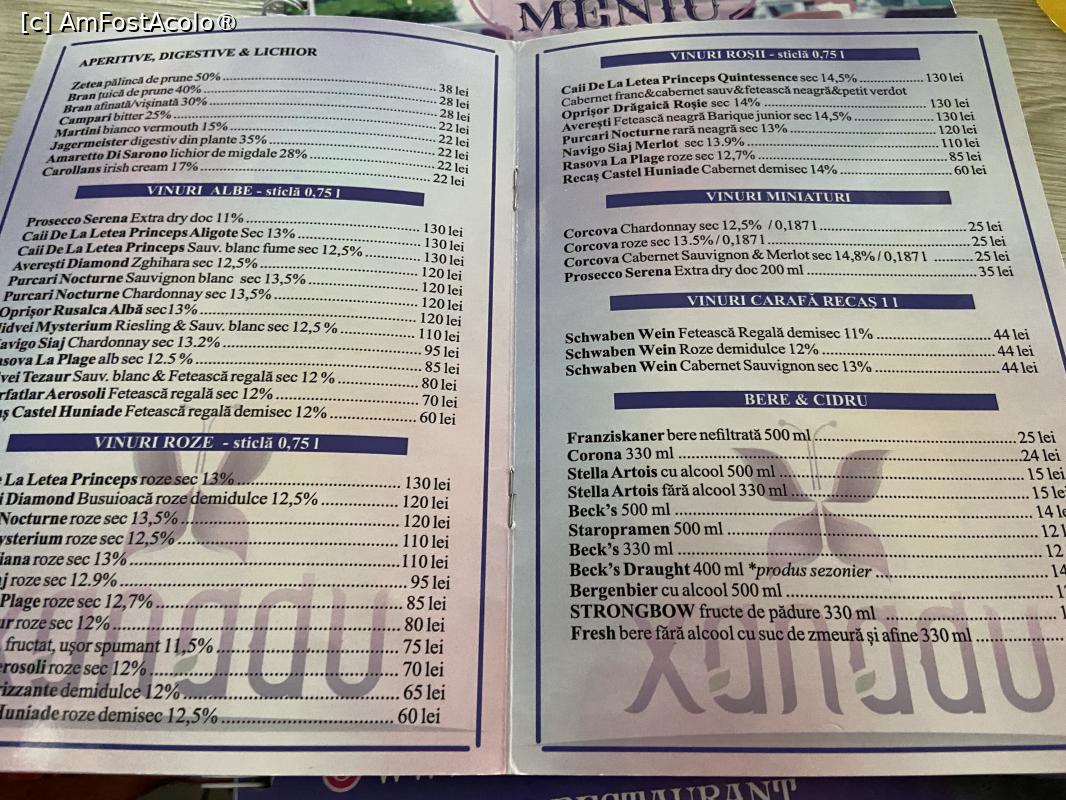 [c] AmFostAcolo®
MENIU
APERITIVE, DIGESTIVE & LICHIOR
Zetea pălincă de prune 50% 38 lei
Bran țuică de prune 40% 28 lei
Bran afinată/vișinată 30% 28 lei
Campari bitter 25% 22 lei
Martini bianco vermouth 15% 22 lei
Jagermeister digestiv din plante 35% 22 lei
Amaretto Di Sarono lichior de migdale 28% 22 lei
Carollans irish cream 17% 22 lei
VINURI ALBE - sticlă 0,75 l
Prosecco Serena Extra dry doc 11% 130 lei
Caii De La Letea Princeps Aligote Sec 13% 130 lei
Caii De La Letea Princeps Sauv. blanc fume sec 12,5% 130 lei
Averești Diamond Zghihara sec 12,5% 120 lei
Purcari Nocturne Sauvignon blanc sec 13,5% 120 lei
Purcari Nocturne Chardonnay sec 13,5% 120 lei
Oprișor Rusalca Albă sec13% 120 lei
idvei Mysterium Riesling & Sauv. blanc sec 12,5 % 110 lei
avigo Siaj Chardonnay sec 13.2% 95 lei
asova La Plage alb sec 12.5 % 85 lei
vei Tezaur Sauv. blanc & Fetească regală sec 12 % 80 lei
rfatlar Aerosoli Fetească regală sec 12% 70 lei
aș Castel Huniade Fetească regală demisec 12% 60 lei
VINURI ROZE - sticlă 0,75 l
e La Letea Princeps roze sec 13% 130 lei
i Diamond Busuioacă roze demidulce 12,5% 120 lei
Nocturne roze sec 13,5% 120 lei
ysterium roze sec 12,5% 110 lei
iana roze sec 13% 110 lei
j roze sec 12.9% 95 lei
Plage roze sec 12,7% 85 lei
ur roze sec 12% 80 lei
fructat, ușor spumant 11,5% 75 lei
erosoli roze sec 12% 70 lei
rizzante demidulce 12% 65 lei
Huniade roze demisec 12,5% 60 lei
VINURI ROȘII - sticlă 0,75 l
Caii De La Letea Princeps Quintessence sec 14,5% 130 lei
Cabernet franc&cabernet sauv&fetească neagră&petit verdot
Oprișor Drăgaică Roșie sec 14% 130 lei
Averești Fetească neagră Barique junior sec 14,5% 130 lei
Purcari Nocturne rară neagră sec 13% 120 lei
Navigo Siaj Merlot sec 13.9% 110 lei
Rasova La Plage roze sec 12,7% 85 lei
Recaș Castel Huniade Cabernet demisec 14% 60 lei
VINURI MINIATURI
Corcova Chardonnay sec 12,5% / 0,187 l 25 lei
Corcova roze sec 13.5% / 0,187 l 25 lei
Corcova Cabernet Sauvignon & Merlot sec 14,8% / 0,187 l 25 lei
Prosecco Serena Extra dry doc 200 ml 35 lei
VINURI CARAFĂ RECAȘ 1 l
Schwaben Wein Fetească Regală demisec 11% 44 lei
Schwaben Wein Roze demidulce 12% 44 lei
Schwaben Wein Cabernet Sauvignon sec 13% 44 lei
BERE & CIDRU
Franziskaner bere nefiltrată 500 ml 25 lei
Corona 330 ml 24 lei
Stella Artois cu alcool 500 ml 15 lei
Stella Artois fără alcool 330 ml 15 lei
Beck's 500 ml 14 le
Staropramen 500 ml 12 l
Beck's 330 ml 12
Beck's Draught 400 ml *produs sezonier 14
Bergenbier cu alcool 500 ml
STRONGBOW fructe de pădure 330 ml
Fresh bere fără alcool cu suc de zmeură și afine 330 ml
xanadu
xanadu
RESTAURANT